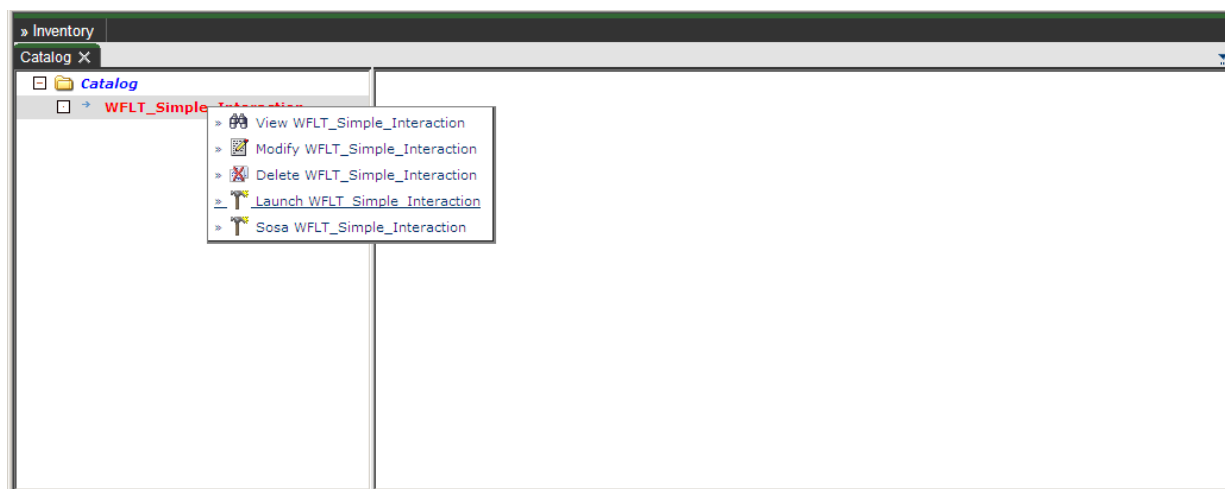 » Inventory
Catalog X
Catalog
WFLT_Simple_Interaction
» View WFLT_Simple_Interaction
» Modify WFLT_Simple_Interaction
» Delete WFLT_Simple_Interaction
» Launch WFLT_Simple_Interaction
» Sosa WFLT_Simple_Interaction